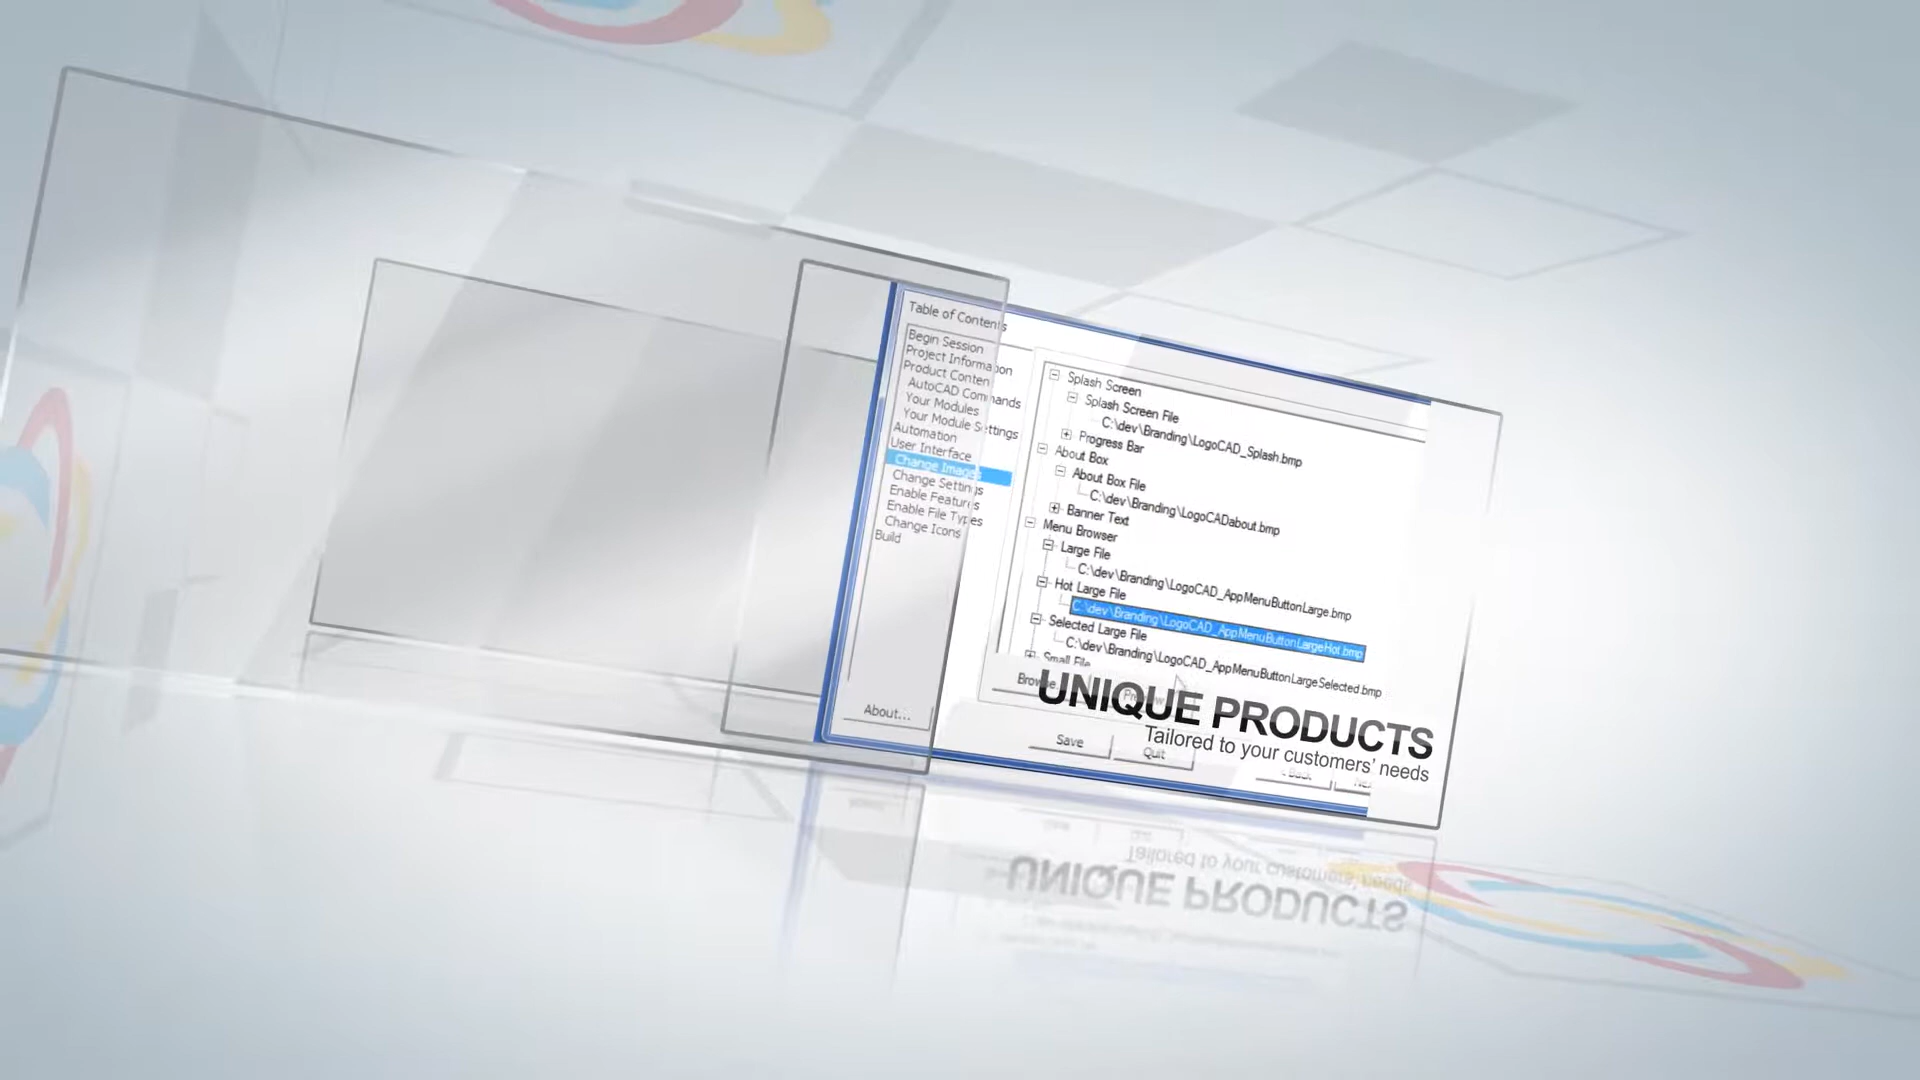 Table of Contents
Begin Session
Project Information
Product Conten
AutoCAD Commands
Your Modules
Your Module Settings
Automation
User Interface
Change Images
Change Settings
Enable Features
Enable File Types
Change Icons
Build
About...
Splash Screen
Splash Screen File
C:\dev\Branding\LogoCAD_Splash.bmp
Progress Bar
About Box
About Box File
C:\dev\Branding\LogoCADabout.bmp
Banner Text
Menu Browser
Large File
C:\dev\Branding\LogoCAD_AppMenuButtonLarge.bmp
Hot Large File
C:\dev\Branding\LogoCAD_AppMenuButtonLargeHot.bmp
Selected Large File
C:\dev\Branding\LogoCAD_AppMenuButtonLargeSelected.bmp
Small File
Browse
Save
Quit
< Back
UNIQUE PRODUCTS
Tailored to your customers' needs